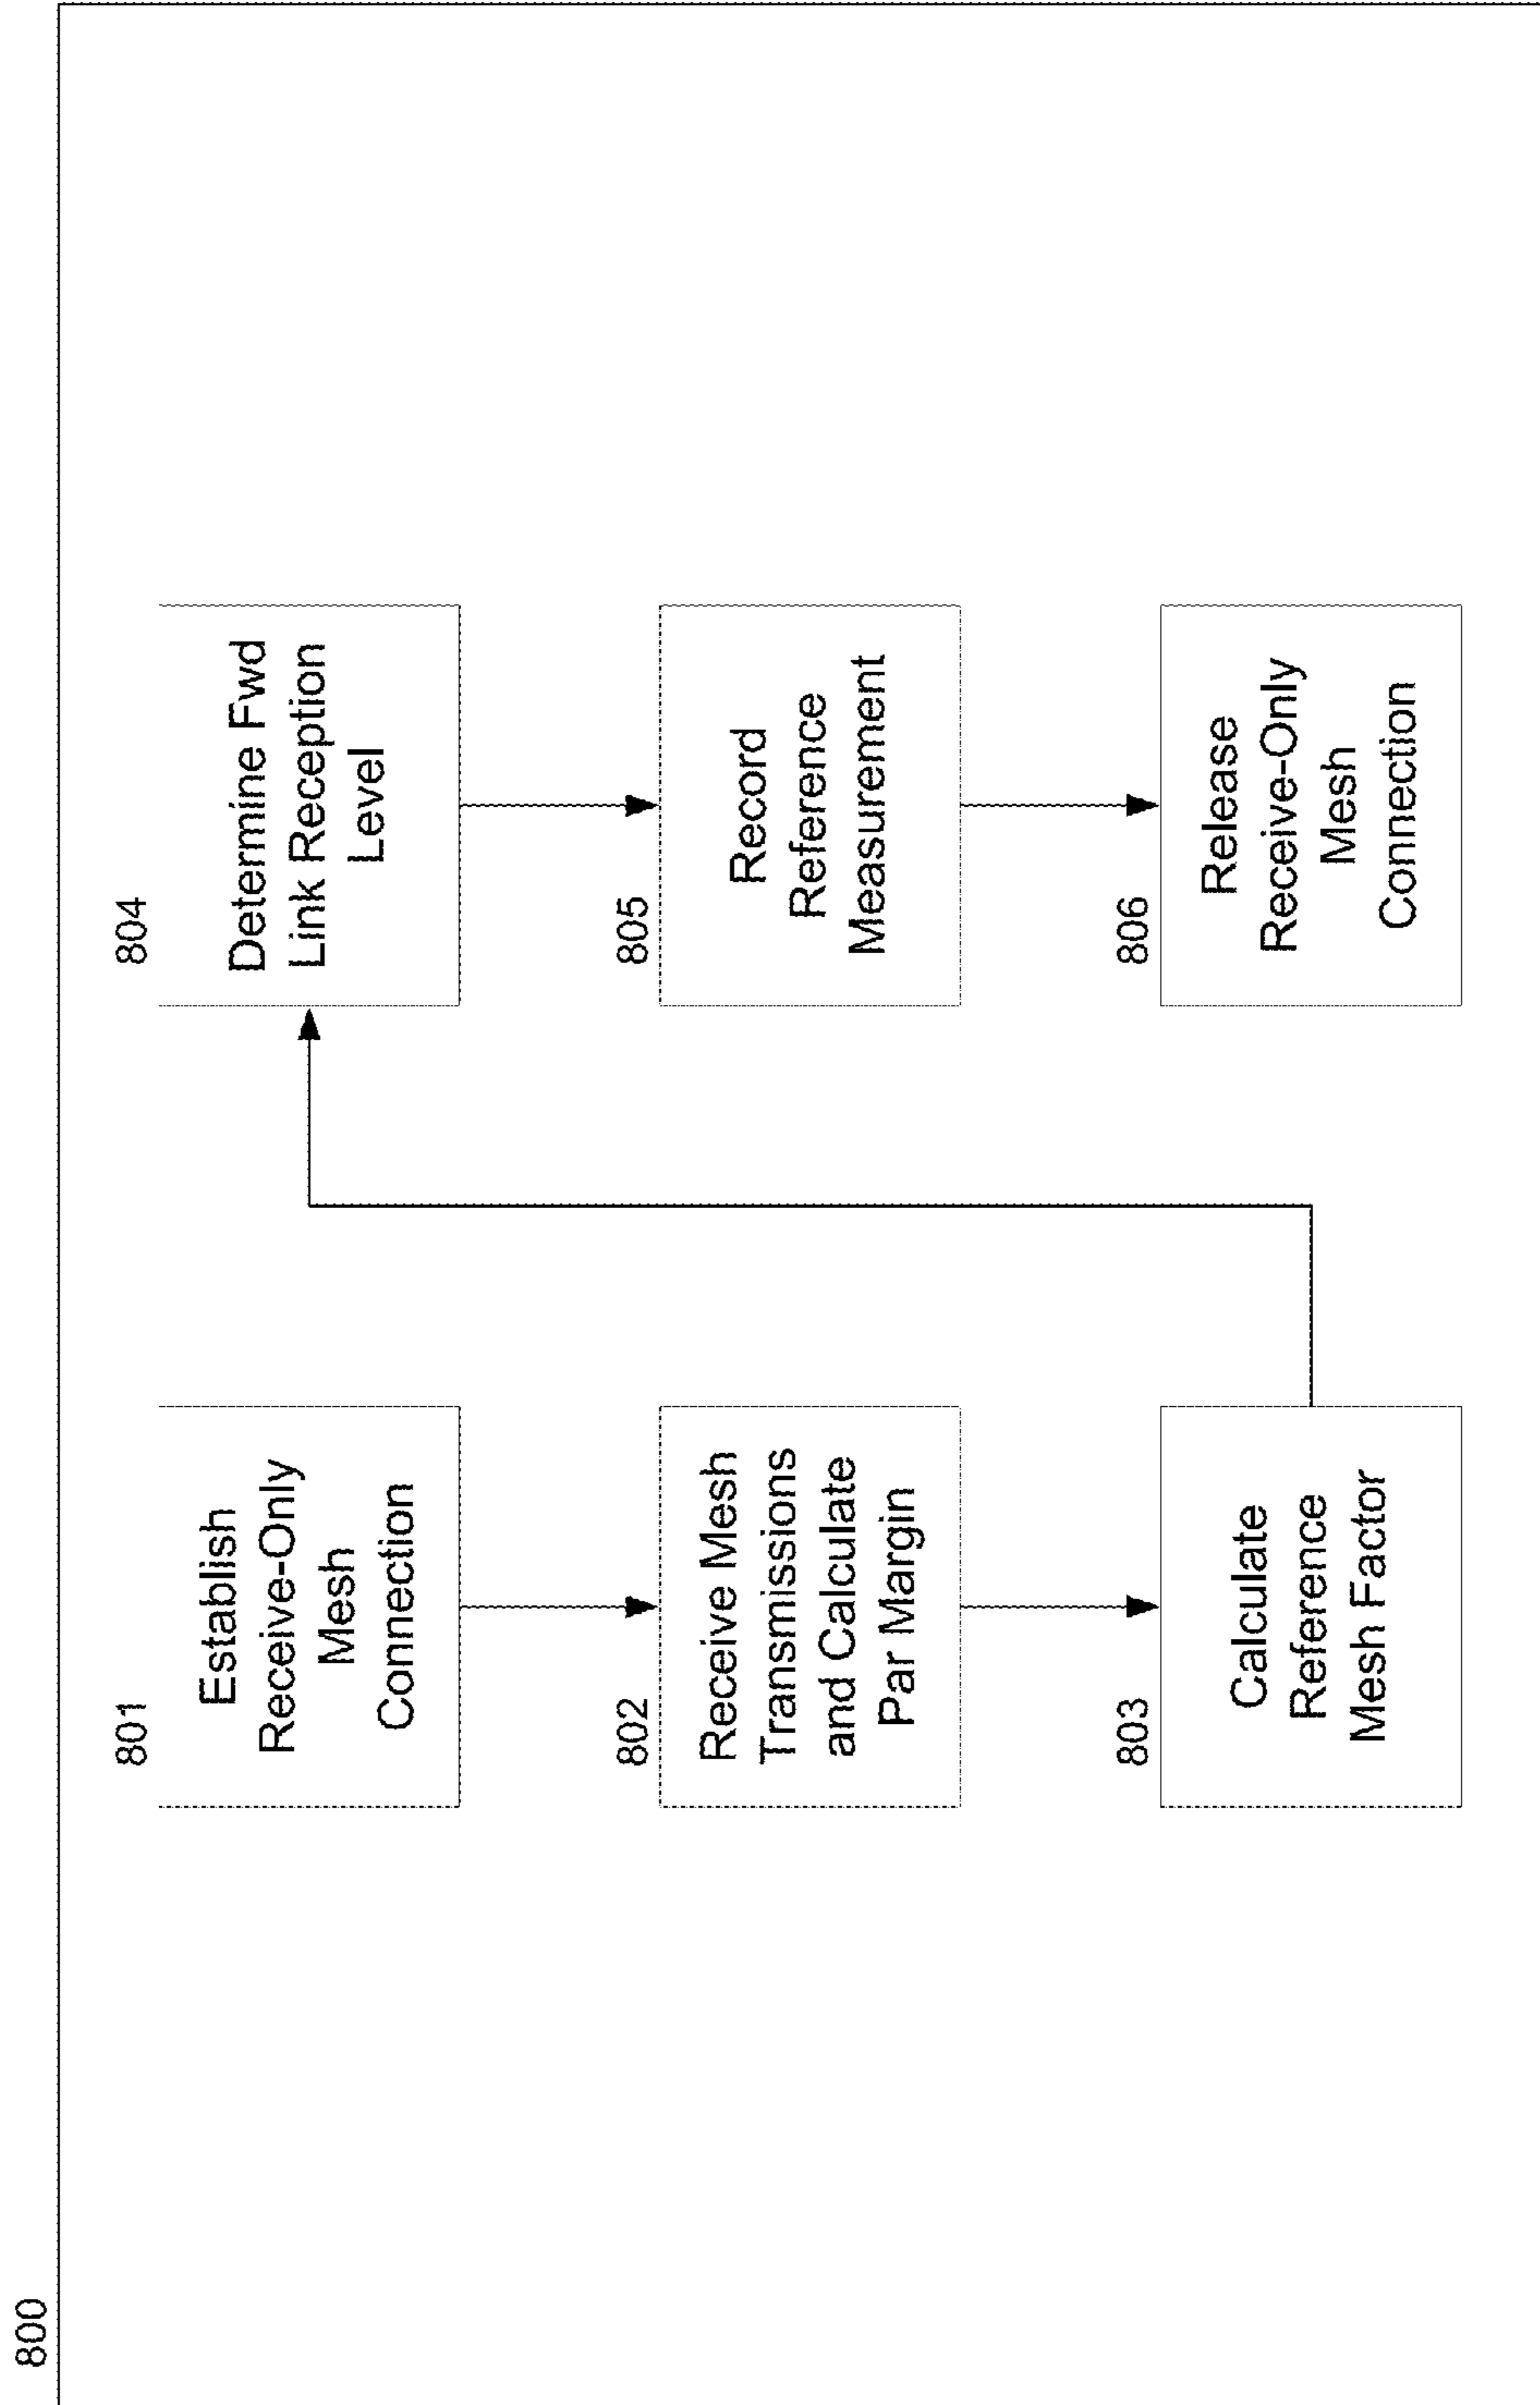 800
801
Establish
Receive-Only
Mesh
Connection
802
Receive Mesh
Transmissions
and Calculate
Par Margin
803
Calculate
Reference
Mesh Factor
804
Determine Fwd
Link Reception
Level
805
Record
Reference
Measurement
806
Release
Receive-Only
Mesh
Connection